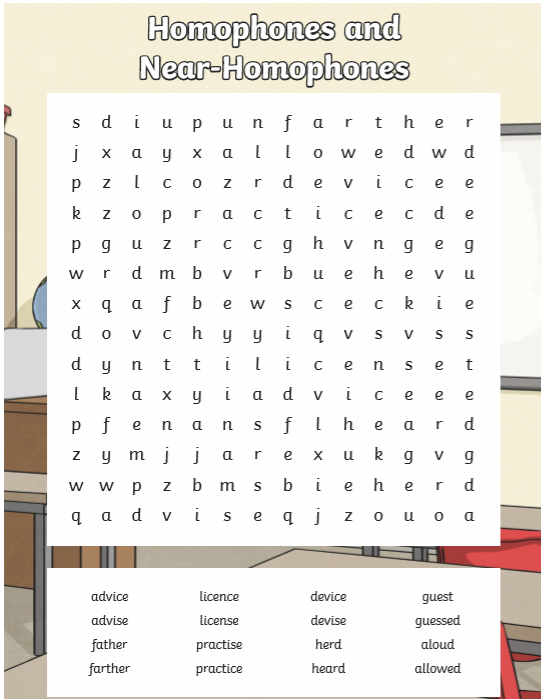 Homophones and
Near-Homophones
s d i u p u n f a r t h e r
j x a y x a l l o w e d w d
p z l c o z r d e v i c e e
k z o p r a c t i c e c d e
p g u z r c c g h v n g e g
w r d m b v r b u e h e v u
x q a f b e w s c e c k i e
d o v c h y y i q v s v s s
d y n t t i l i c e n s e t
l k a x y i a d v i c e e e
p f e n a n s f l h e a r d
z y m j j a r e x u k g v g
w w p z b m s b i e h e r d
q a d v i s e q j z o u o a
advice licence device guest
advise license devise guessed
father practise herd aloud
farther practice heard allowed